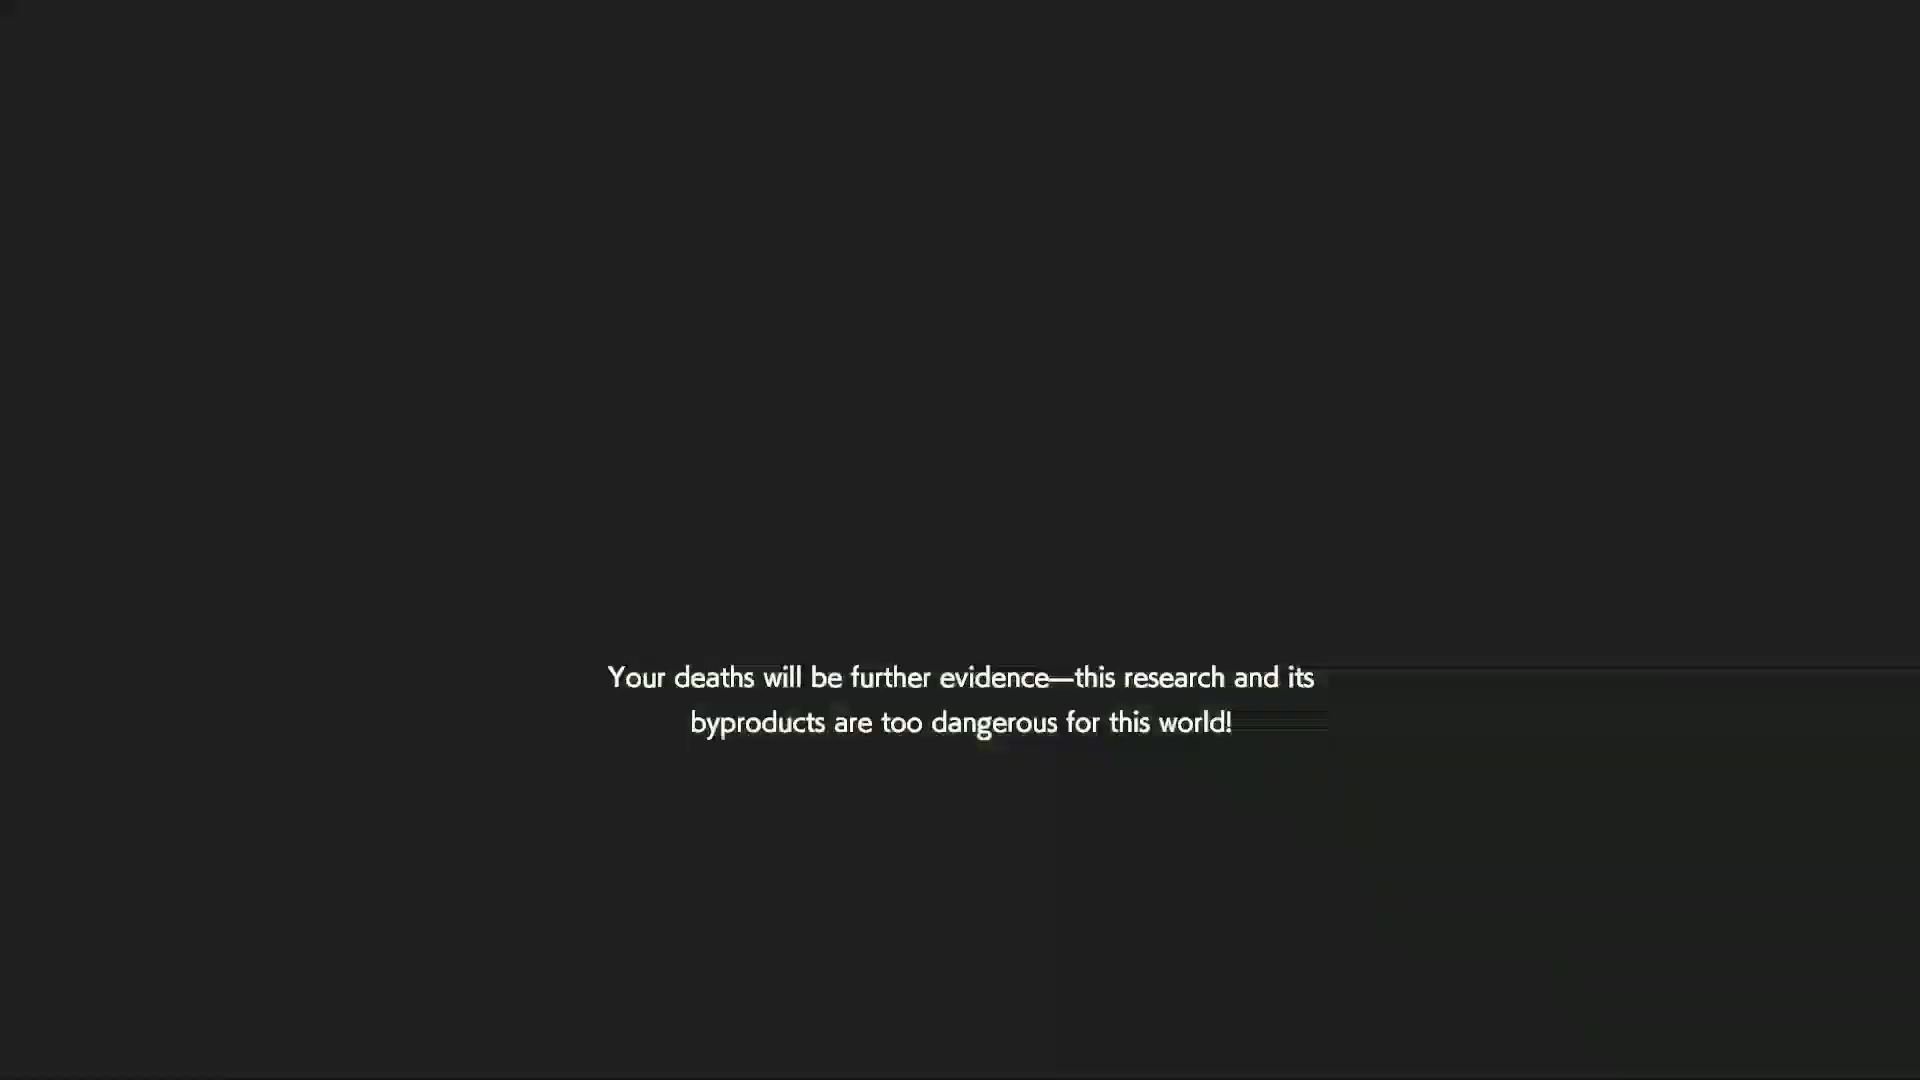 Your deaths will be further evidence—this research and its
byproducts are too dangerous for this world!